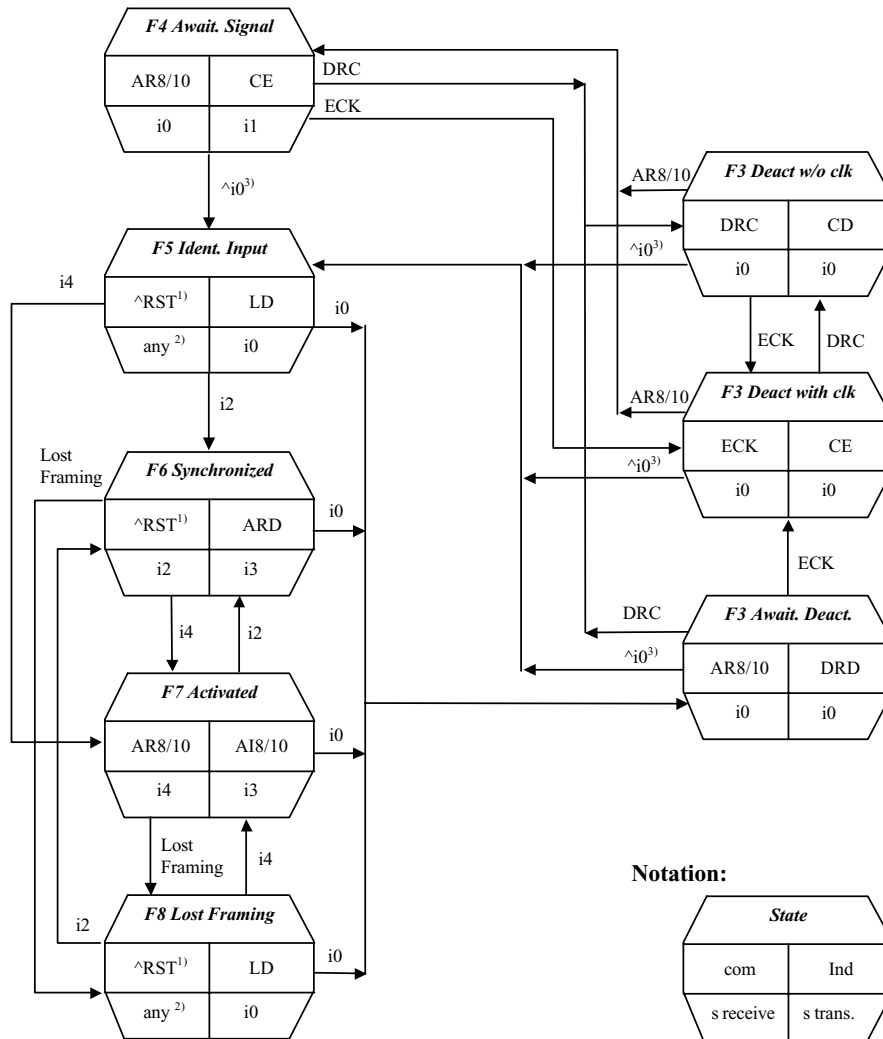 F4 Await. Signal
AR8/10 CE
i0 i1
DRC
ECK
^i0³⁾
F3 Deact w/o clk
DRC CD
i0 i0
AR8/10
^i0³⁾
F5 Ident. Input
^RST¹⁾ LD
any ²⁾ i0
i4
i0
i2
ECK
DRC
F3 Deact with clk
ECK CE
i0 i0
AR8/10
^i0³⁾
Lost
Framing
F6 Synchronized
^RST¹⁾ ARD
i2 i3
i0
i4
i2
ECK
F3 Await. Deact.
AR8/10 DRD
i0 i0
DRC
^i0³⁾
F7 Activated
AR8/10 AI8/10
i4 i3
i0
Lost
Framing
i4
i2
F8 Lost Framing
^RST¹⁾ LD
any ²⁾ i0
i0
Notation:
State
com Ind
s receive s trans.